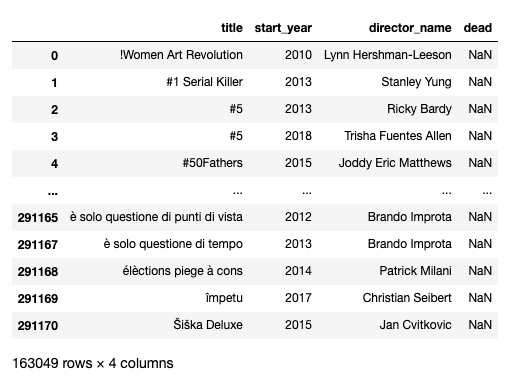 title start_year director_name dead
0 !Women Art Revolution 2010 Lynn Hershman-Leeson NaN
1 #1 Serial Killer 2013 Stanley Yung NaN
2 #5 2013 Ricky Bardy NaN
3 #5 2018 Trisha Fuentes Allen NaN
4 #50Fathers 2015 Joddy Eric Matthews NaN
... ... ... ... ...
291165 è solo questione di punti di vista 2012 Brando Improta NaN
291167 è solo questione di tempo 2013 Brando Improta NaN
291168 élèctions piege à cons 2014 Patrick Milani NaN
291169 împetu 2017 Christian Seibert NaN
291170 Šiška Deluxe 2015 Jan Cvitkovic NaN
163049 rows × 4 columns